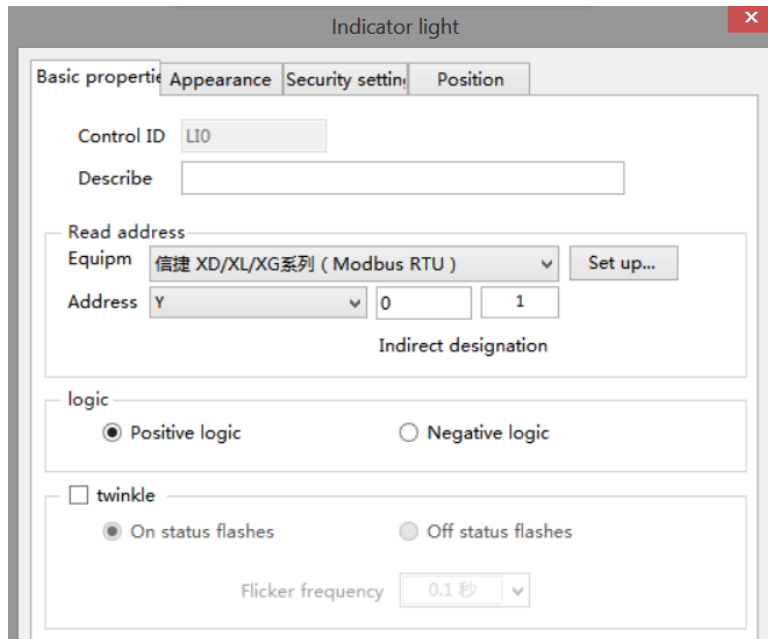 Indicator light
Basic propertie Appearance Security settin Position
Control ID LI0
Describe
Read address
Equipm 信捷 XD/XL/XG系列（Modbus RTU） Set up...
Address Y 0 1
Indirect designation
logic
Positive logic Negative logic
twinkle
On status flashes Off status flashes
Flicker frequency 0.1 秒